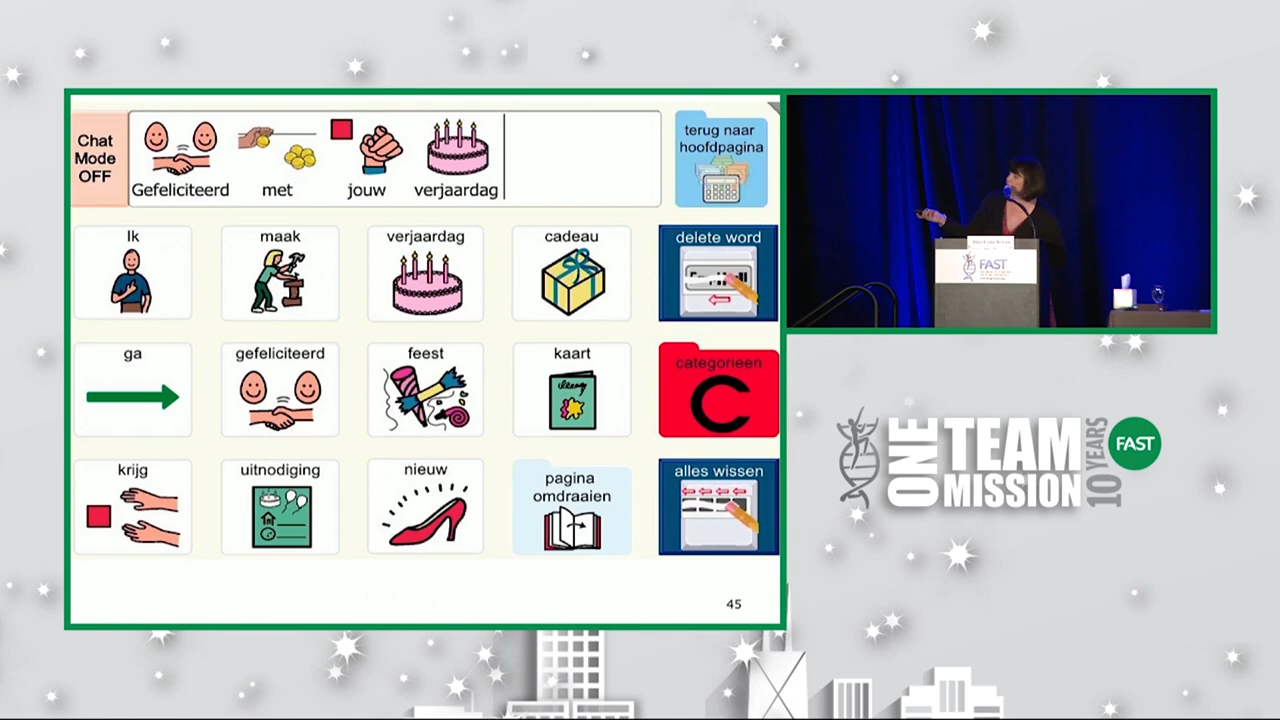 Chat
Mode
OFF
Gefeliciteerd met jouw verjaardag
terug naar
hoofdpagina
Ik maak verjaardag cadeau delete word
ga gefeliciteerd feest kaart categorieen
C
krijg uitnodiging nieuw pagina
omdraaien
alles wissen
45
FAST
ONE TEAM
MISSION
10 YEARS
FAST